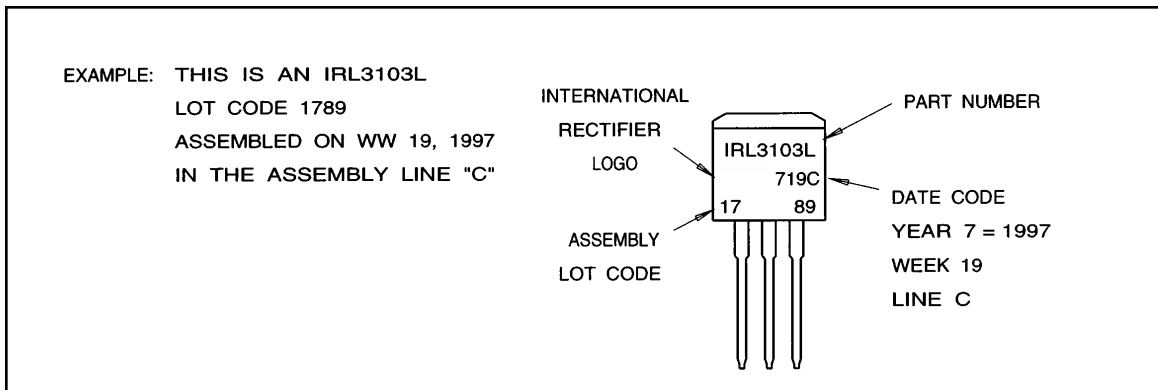 EXAMPLE: THIS IS AN IRL3103L
LOT CODE 1789
ASSEMBLED ON WW 19, 1997
IN THE ASSEMBLY LINE "C"
INTERNATIONAL
RECTIFIER
LOGO
ASSEMBLY
LOT CODE
IRL3103L
719C
17 89
PART NUMBER
DATE CODE
YEAR 7 = 1997
WEEK 19
LINE C